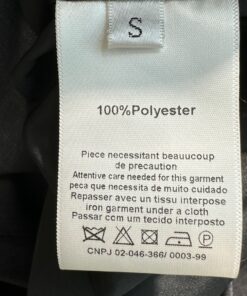 S
100%Polyester
Piece necessitant beauucoup
de precaution
Attentive care needed for this garment
peca que necessita de muito cuidado
Repasser avec un tissu interpose
iron garment under a cloth
Passar com um tecido interposto
P
CNPJ 02-046-366/ 0003-99